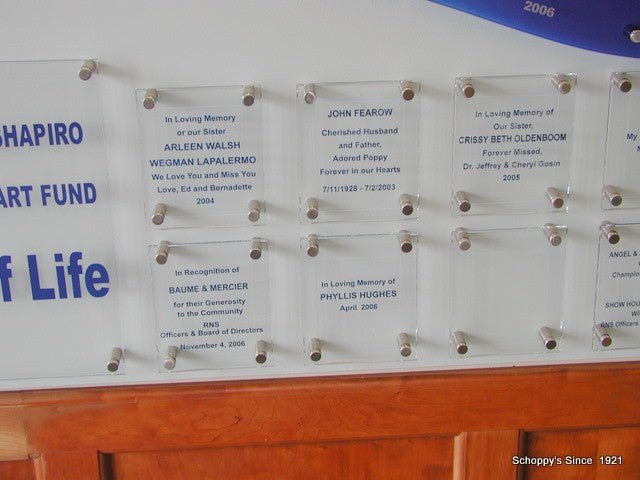 2006
SHAPIRO
ART FUND
f Life
In Loving Memory
or our Sister
ARLEEN WALSH
WEGMAN LAPALERMO
We Love You and Miss You
Love, Ed and Bernadette
2004
JOHN FEAROW
Cherished Husband
and Father,
Adored Poppy
Forever in our Hearts
7/11/1928 - 7/2/2003
In Loving Memory of
Our Sister,
CRISSY BETH OLDENBOOM
Forever Missed,
Dr. Jeffrey & Cheryl Gosin
2005
My
In Recognition of
BAUME & MERCIER
for their Generosity
to the Community
RNS
Officers & Board of Directors
November 4, 2006
In Loving Memory of
PHYLLIS HUGHES
April 2006
ANGEL &
Champio
SHOW HOU
Wi
RNS Officers
Schoppy's Since 1921